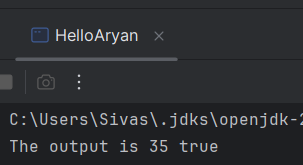 HelloAryan
C:\Users\Sivas\.jdks\openjdk-2
The output is 35 true